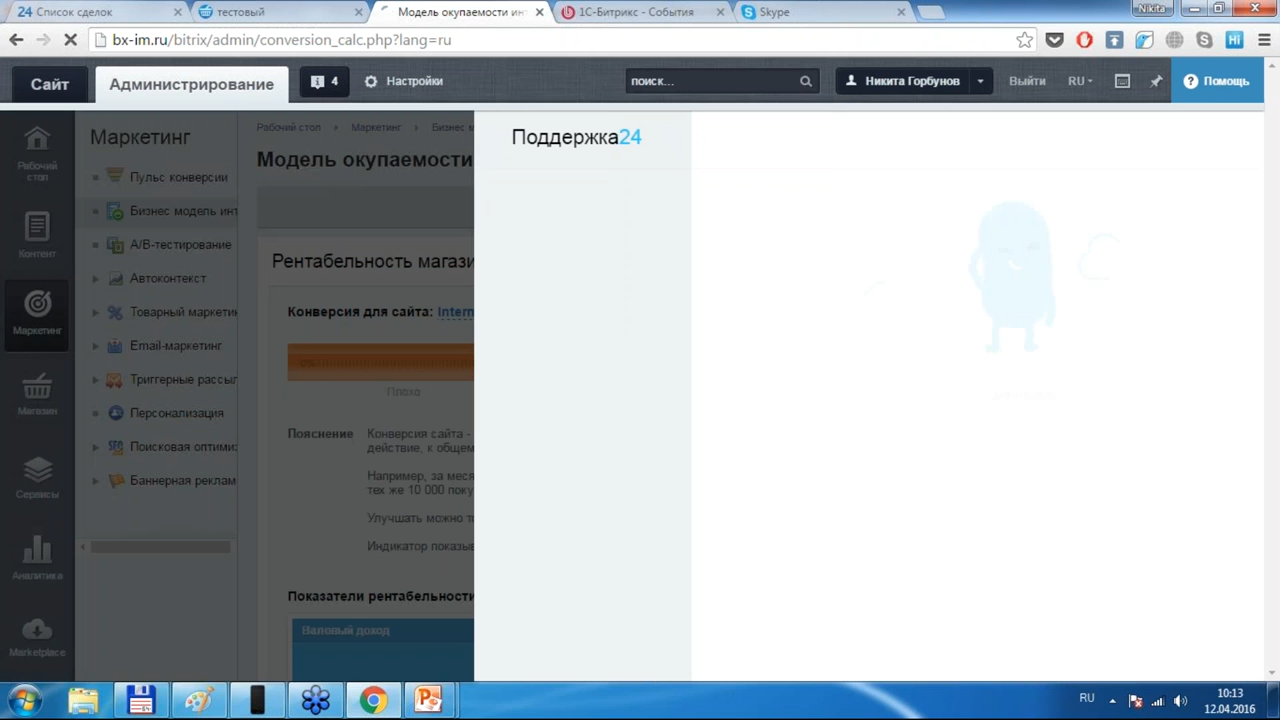 24 Список сделок
тестовый
Модель окупаемости ин
1С-Битрикс - События
Skype
Nikita
bx-im.ru/bitrix/admin/conversion_calc.php?lang=ru
Сайт
Администрирование
4
Настройки
поиск...
Никита Горбунов
Выйти
RU
Помощь
Рабочий стол
Контент
Маркетинг
Магазин
Сервисы
Аналитика
Marketplace
Маркетинг
Пульс конверсии
Бизнес модель инт
A/B-тестирование
Автоконтекст
Товарный маркетин
Email-маркетинг
Триггерные рассыл
Персонализация
Поисковая оптими
Баннерная реклам
Рабочий стол
Маркетинг
Бизнес м
Модель окупаемости
Рентабельность магази
Конверсия для сайта: Intern
0%
Плохо
Пояснение
Конверсия сайта -
действие, к общем
Например, за меся
тех же 10 000 поку
Улучшать можно т
Индикатор показы
Показатели рентабельности
Валовый доход
Поддержка24
RU
10:13
12.04.2016